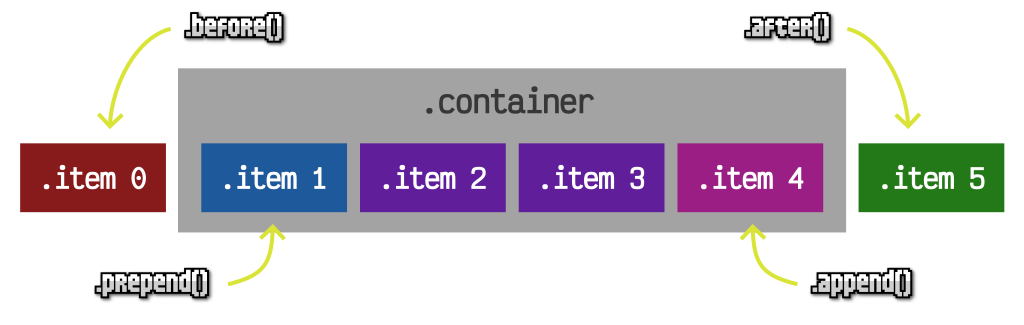 .before()
.after()
.container
.item 0
.item 1
.item 2
.item 3
.item 4
.item 5
.prepend()
.append()